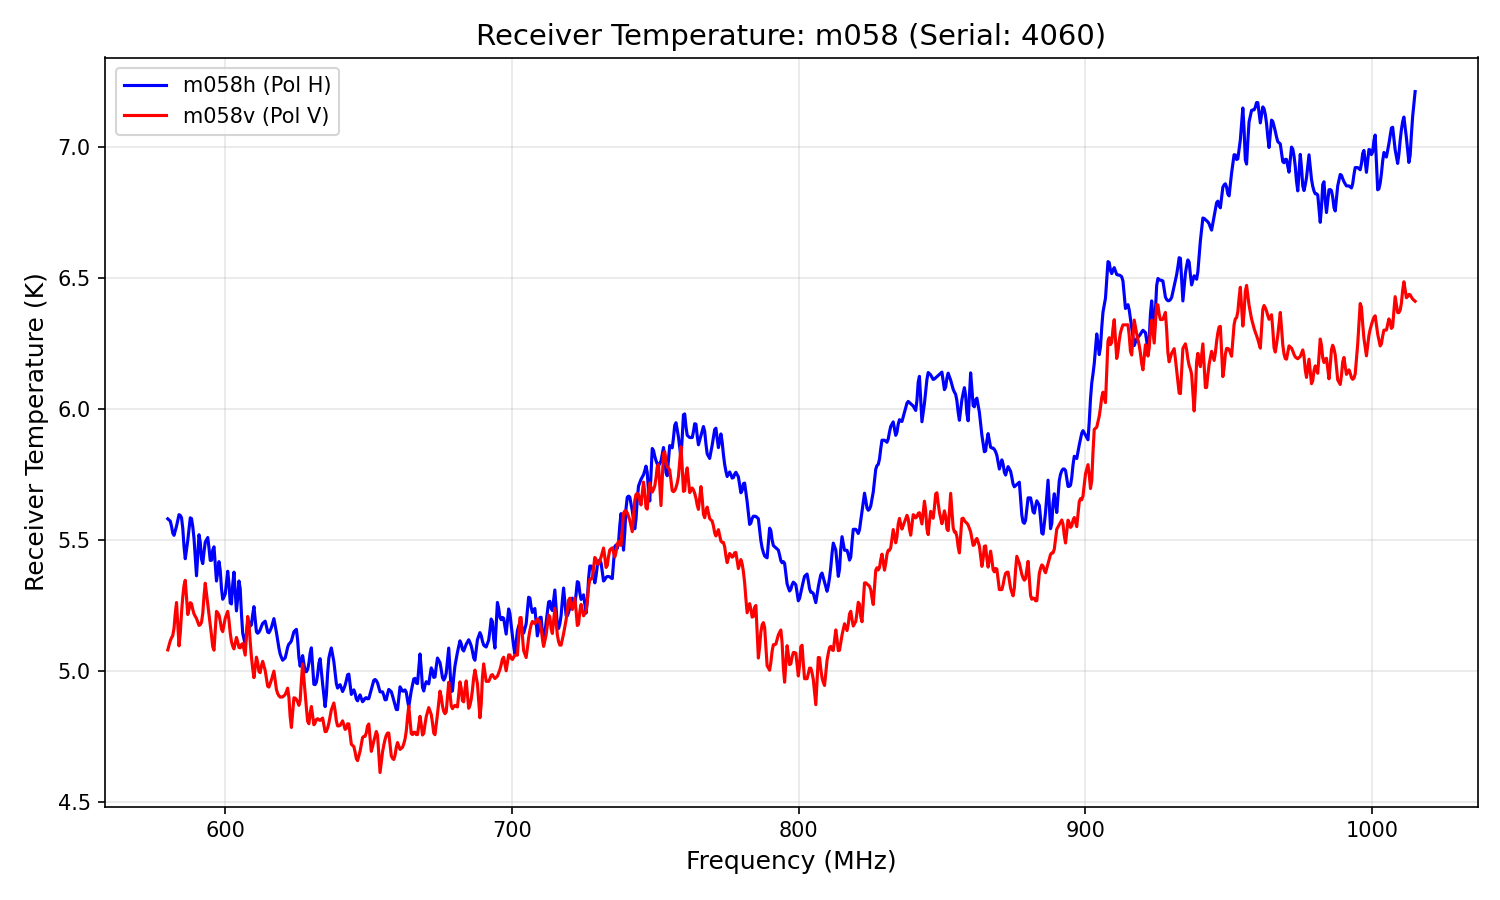 Receiver Temperature: m058 (Serial: 4060)
m058h (Pol H)
m058v (Pol V)
Receiver Temperature (K)
7.0
6.5
6.0
5.5
5.0
4.5
600
700
800
900
1000
Frequency (MHz)